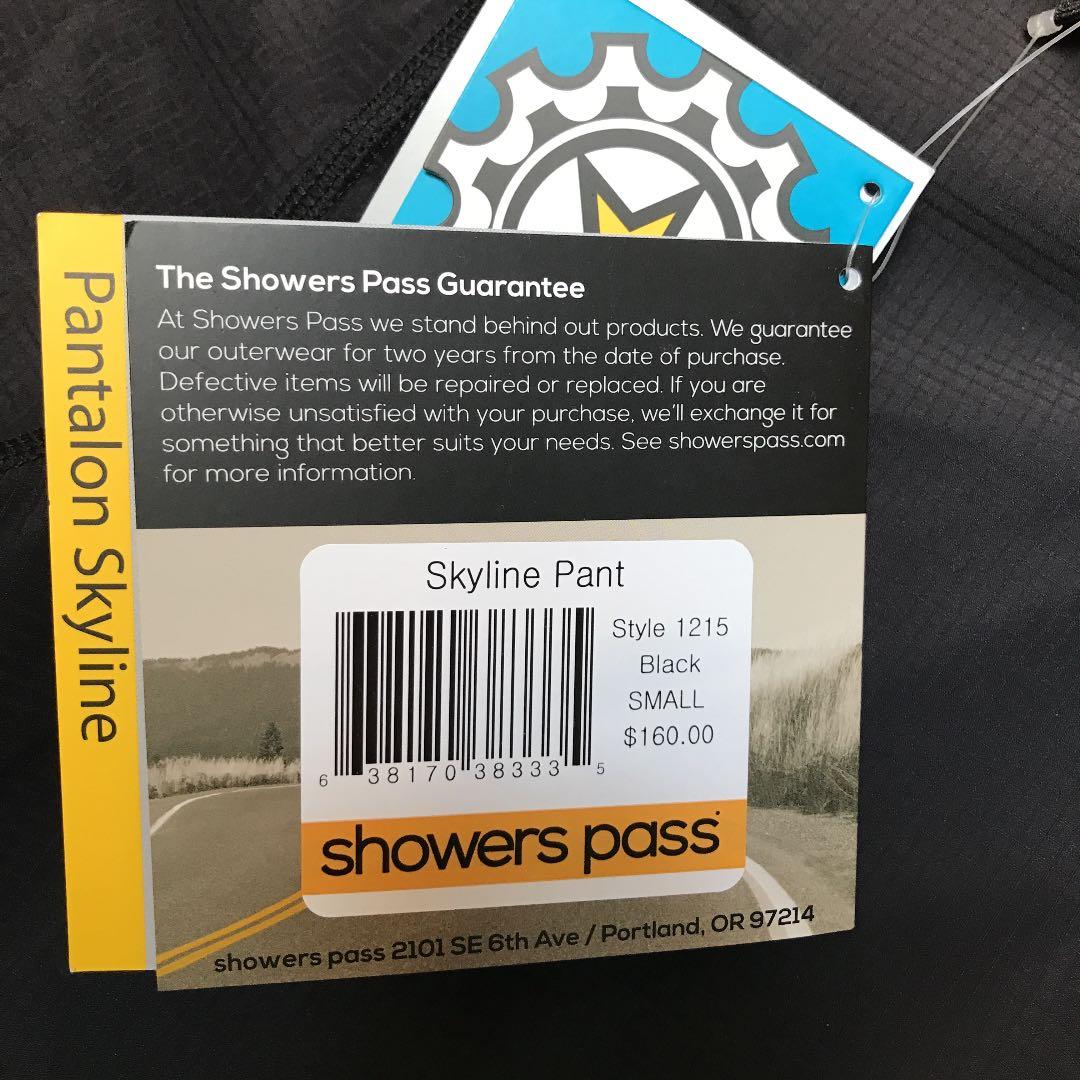 Pantalon Skyline
The Showers Pass Guarantee
At Showers Pass we stand behind out products. We guarantee
our outerwear for two years from the date of purchase.
Defective items will be repaired or replaced. If you are
otherwise unsatisfied with your purchase, we'll exchange it for
something that better suits your needs. See showerspass.com
for more information.
Skyline Pant
Style 1215
Black
SMALL
$160.00
6 38170 38333 5
showers pass
showers pass 2101 SE 6th Ave / Portland, OR 97214